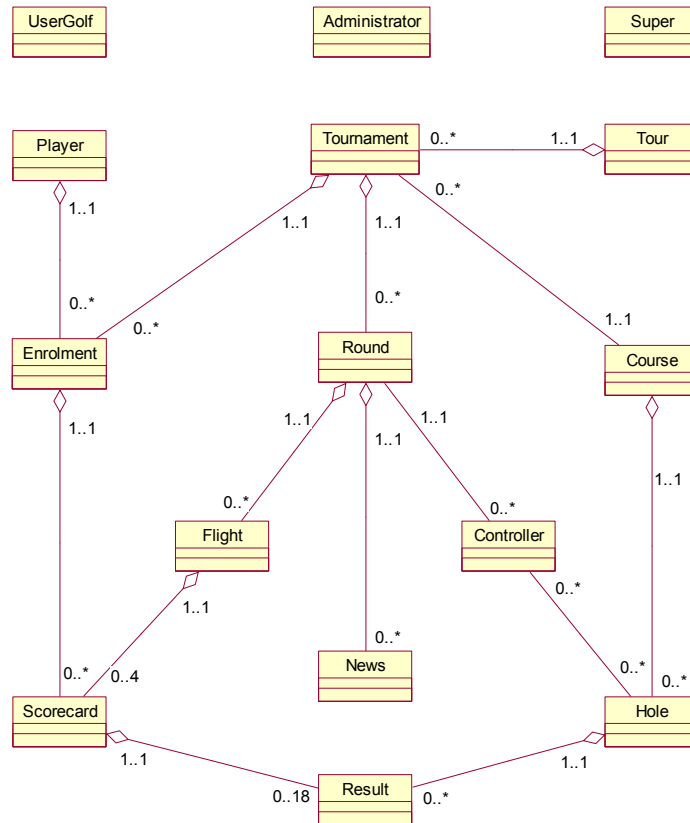 UserGolf
Administrator
Super
Player
Tournament
0..*
1..1
Tour
1..1
1..1
1..1
0..*
0..*
0..*
0..*
1..1
Enrolment
Round
Course
1..1
1..1
1..1
1..1
1..1
0..*
0..*
Flight
Controller
1..1
0..*
0..*
0..4
0..*
0..*
0..*
News
Scorecard
Hole
1..1
1..1
0..18
Result
0..*